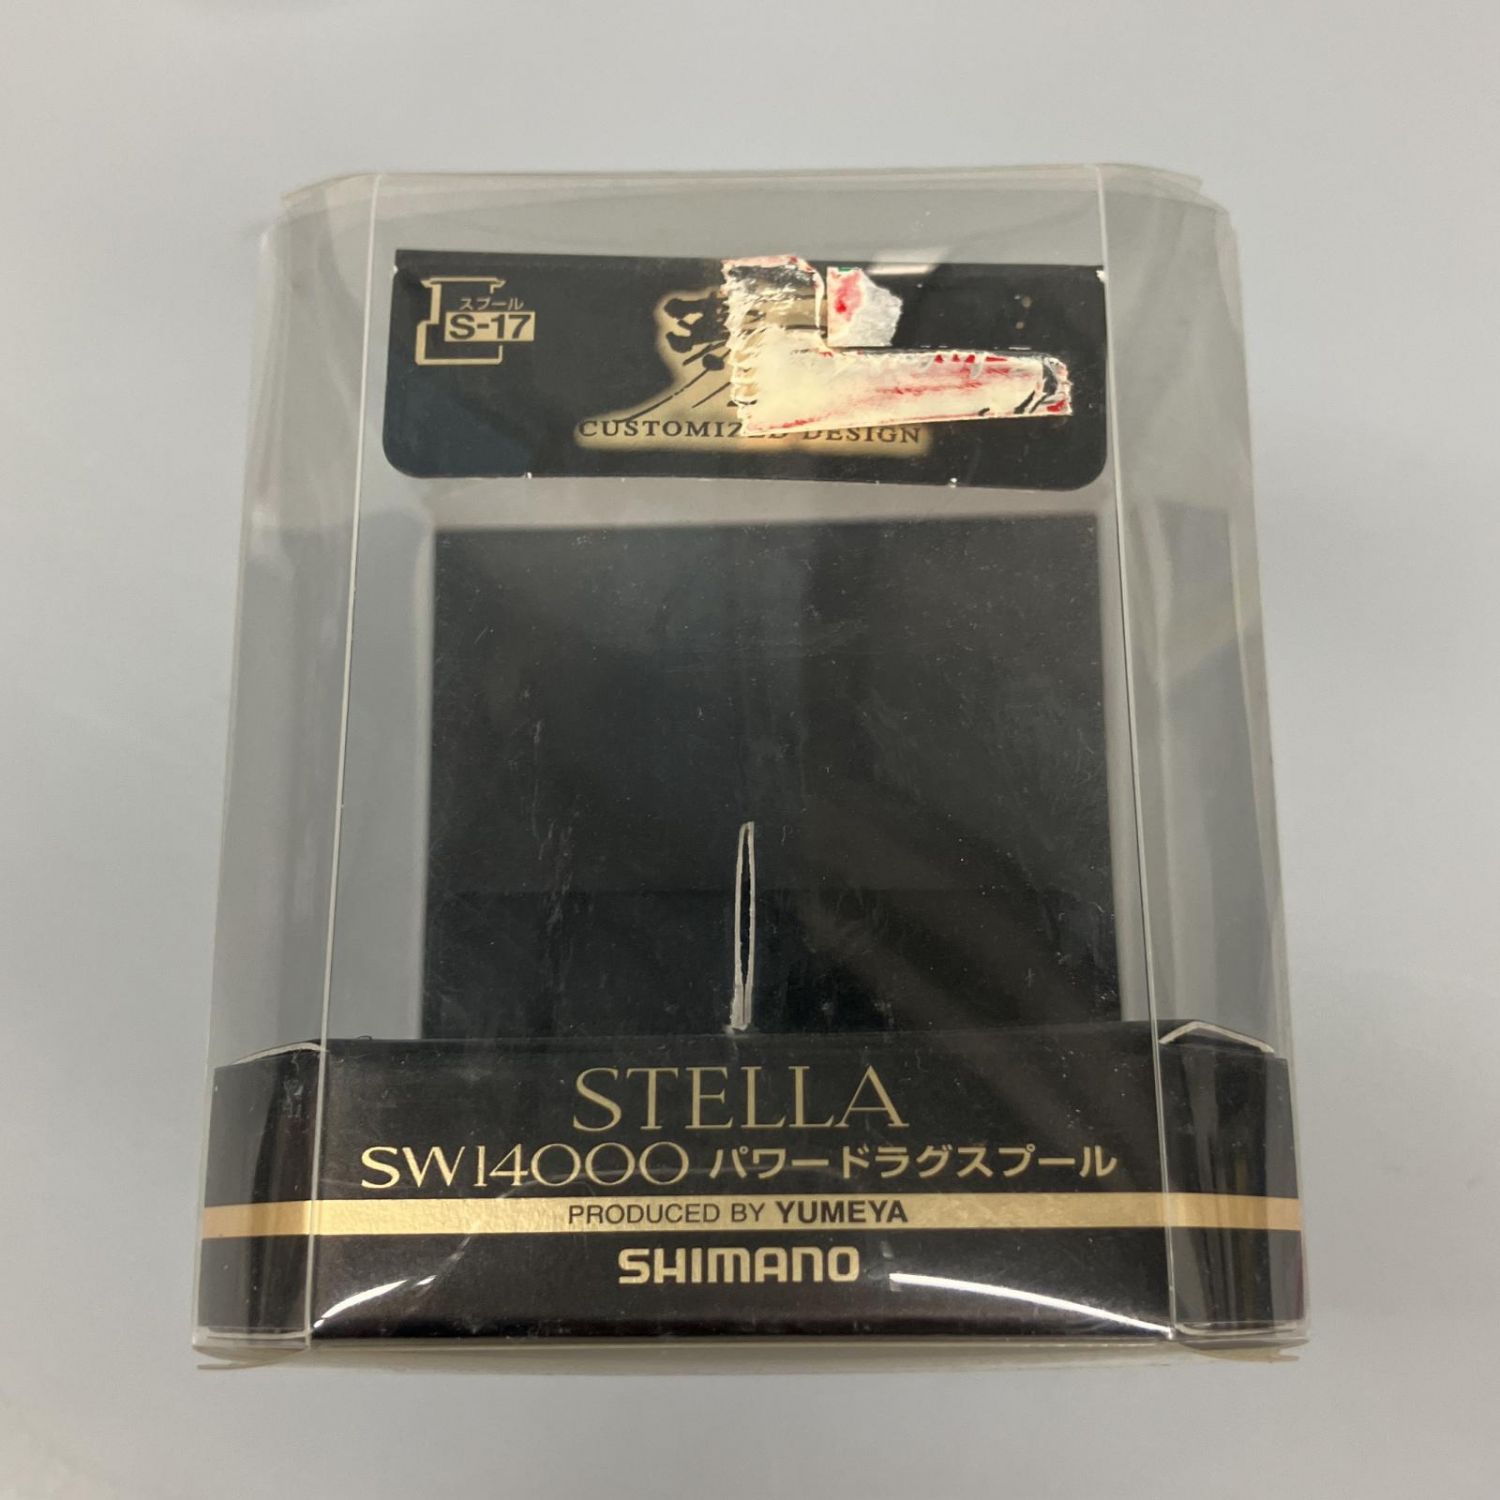 スプール
S-17
CUSTOMIZED DESIGN
STELLA
SW14000 パワードラグスプール
PRODUCED BY YUMEYA
SHIMANO